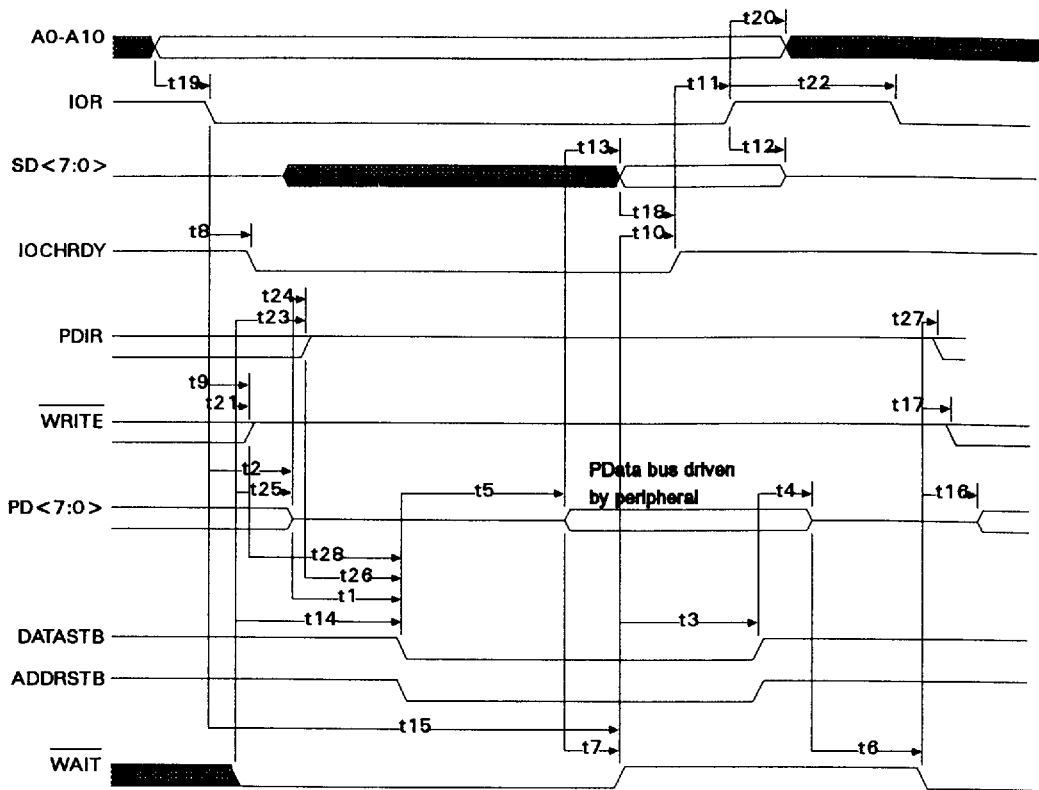 t20
A0-A10
t19
t11
t22
IOR
t13
t12
SD<7:0>
t18
t8
t10
IOCHRDY
t24
t23
t27
PDIR
t9
t21
t17
WRITE
t2
PData bus driven
t25
t5
by peripheral
t4
t16
PD<7:0>
t28
t26
t1
t14
t3
DATASTB
ADDRSTB
t15
t7
t6
WAIT